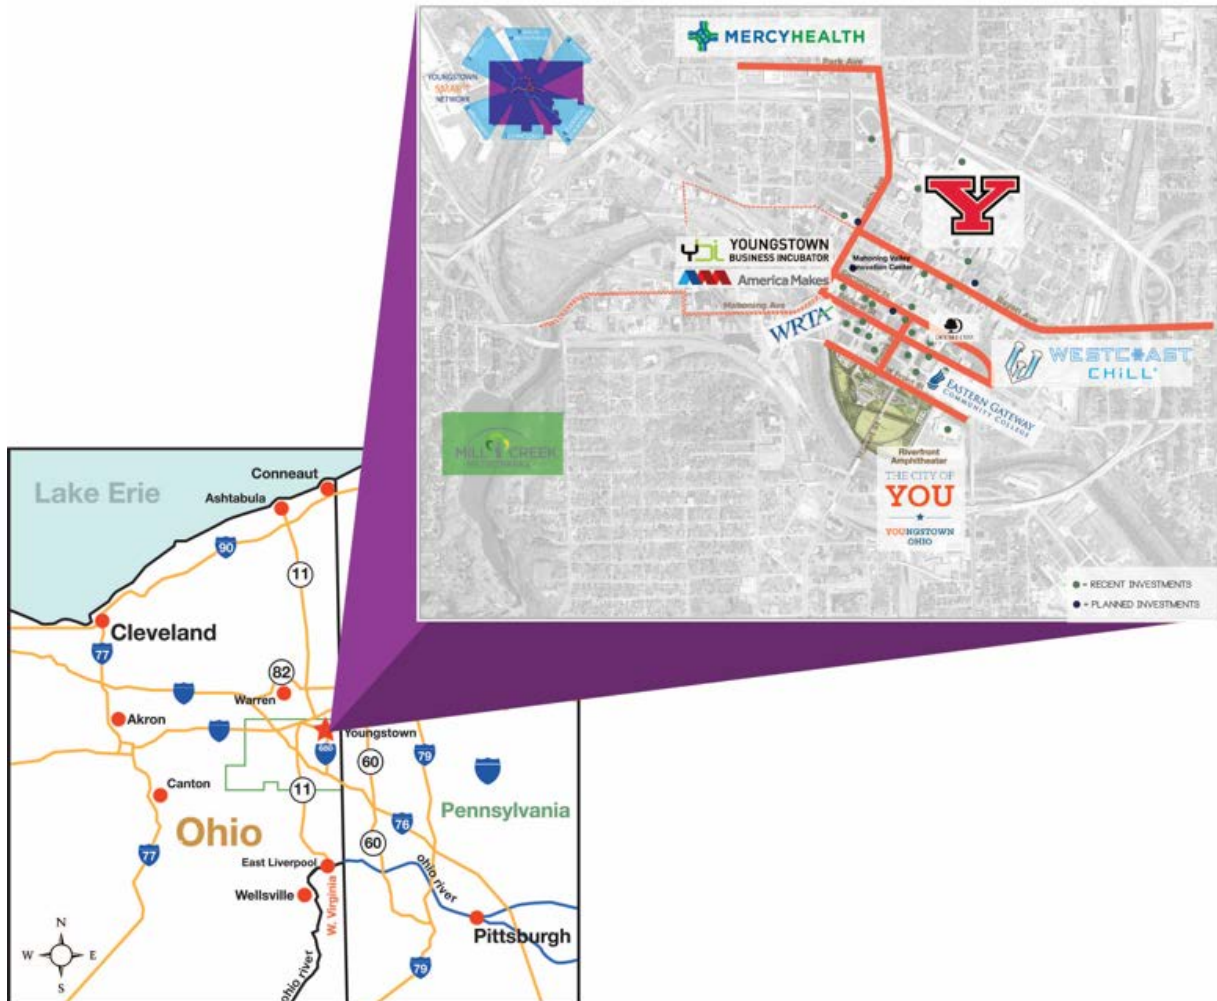 MERCYHEALTH
Park Ave
YOUNGSTOWN
SMART
NETWORK
Y
Mahoning Valley
Innovation Center
YOUNGSTOWN
BUSINESS INCUBATOR
America Makes
Mahoning Ave
WRTA
WESTCOAST
CHILL
EASTERN GATEWAY
COMMUNITY COLLEGE
MILL CREEK
Riverfront
Amphitheater
THE CITY OF
YOU
YOUNGSTOWN
OHIO
= RECENT INVESTMENTS
= PLANNED INVESTMENTS
Lake Erie
Conneaut
Ashtabula
90
11
Cleveland
77
82
Warren
Akron
Youngstown
680
60
79
Canton
11
Pennsylvania
Ohio
76
77
60
East Liverpool
ohio river
Wellsville
W. Virginia
Pittsburgh
N
W
E
S
79
ohio river